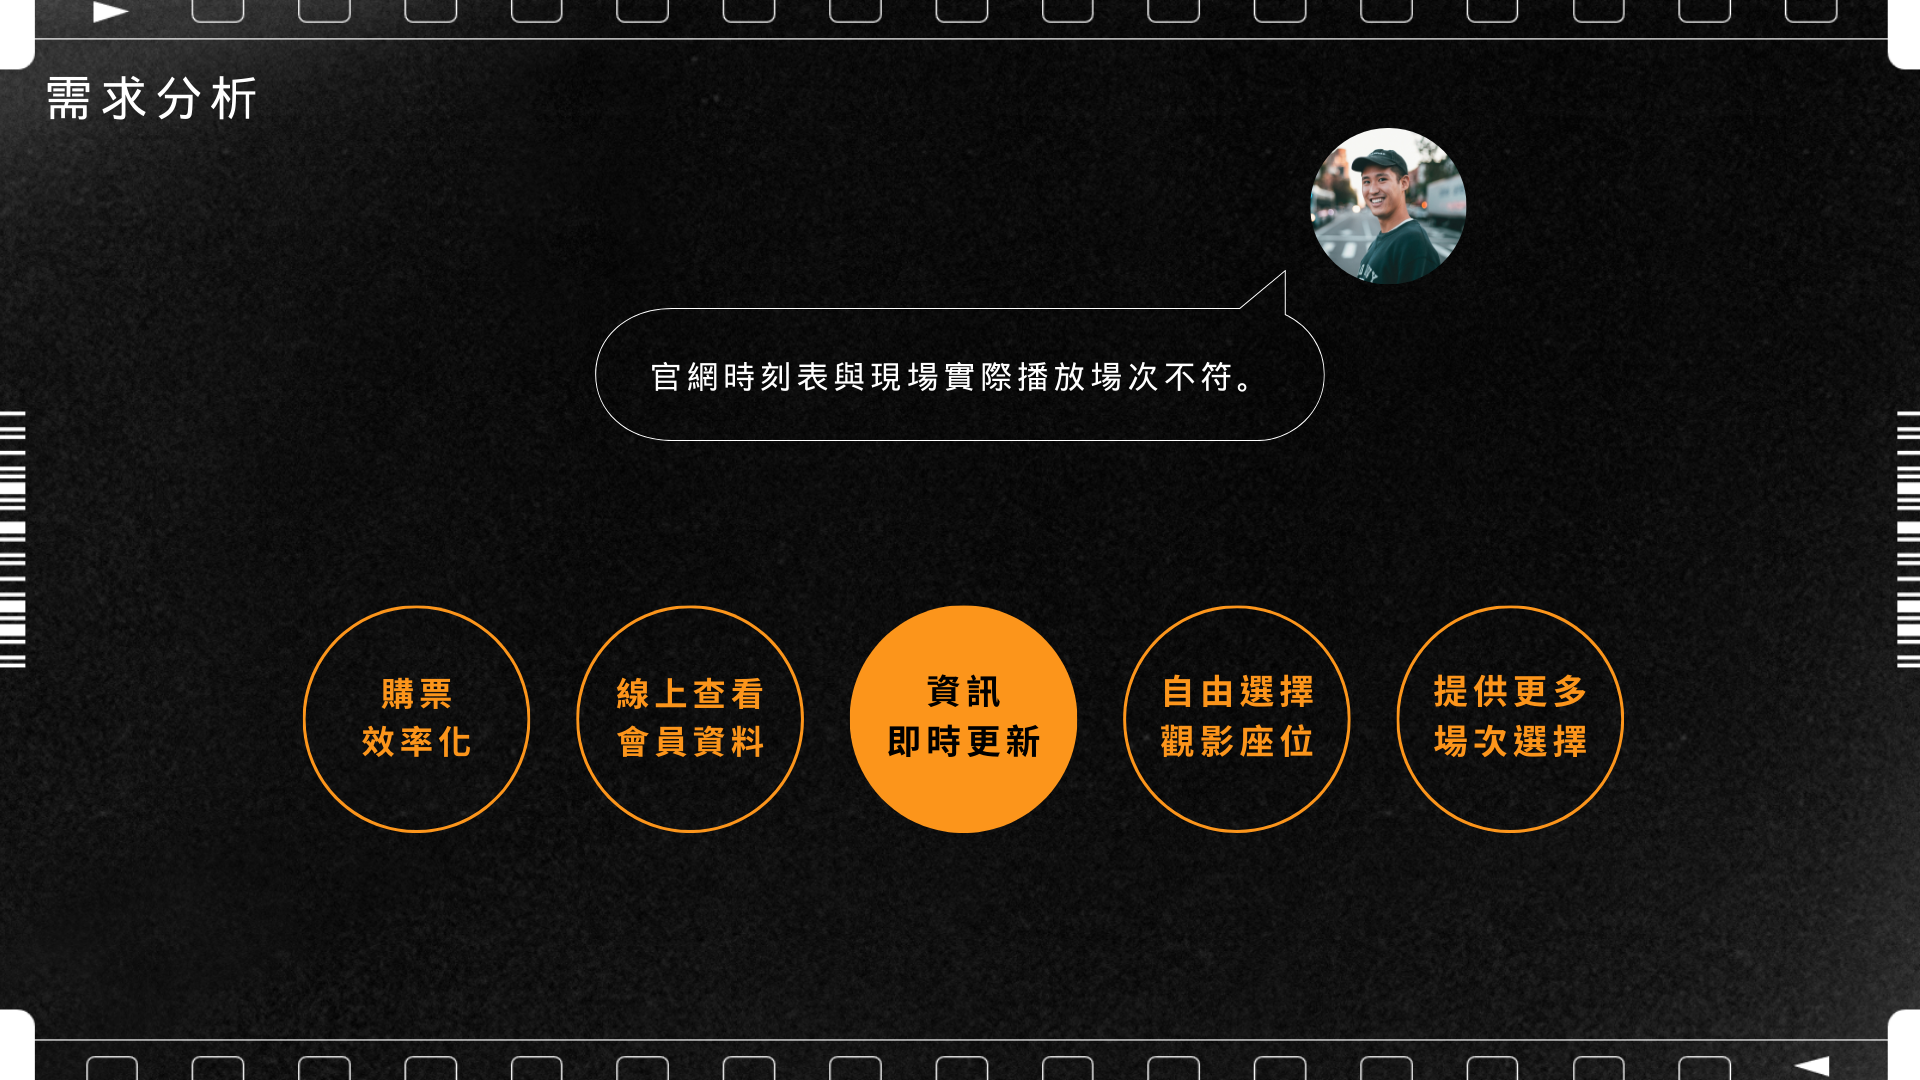 需求分析
官網時刻表與現場實際播放場次不符。
購票
效率化
線上查看
會員資料
資訊
即時更新
自由選擇
觀影座位
提供更多
場次選擇